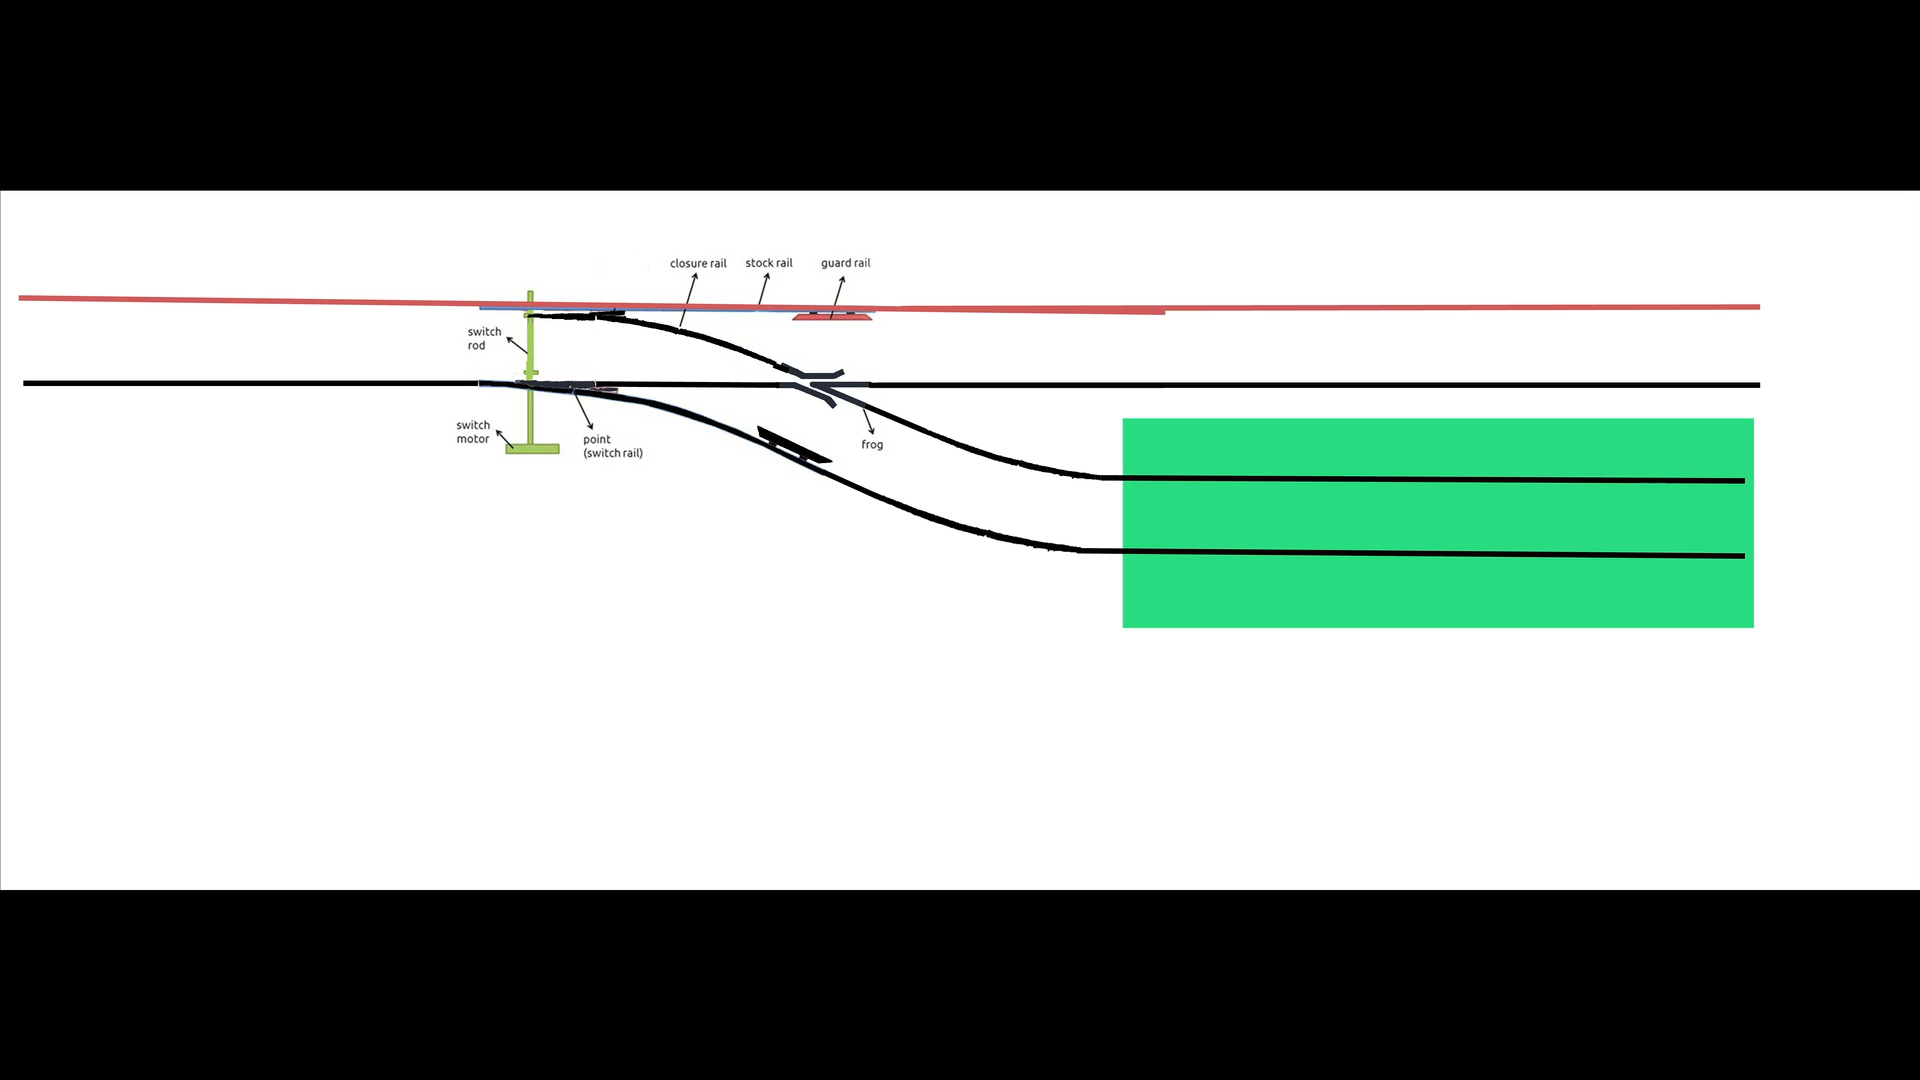 closure rail
stock rail
guard rail
switch
rod
switch
motor
point
(switch rail)
frog